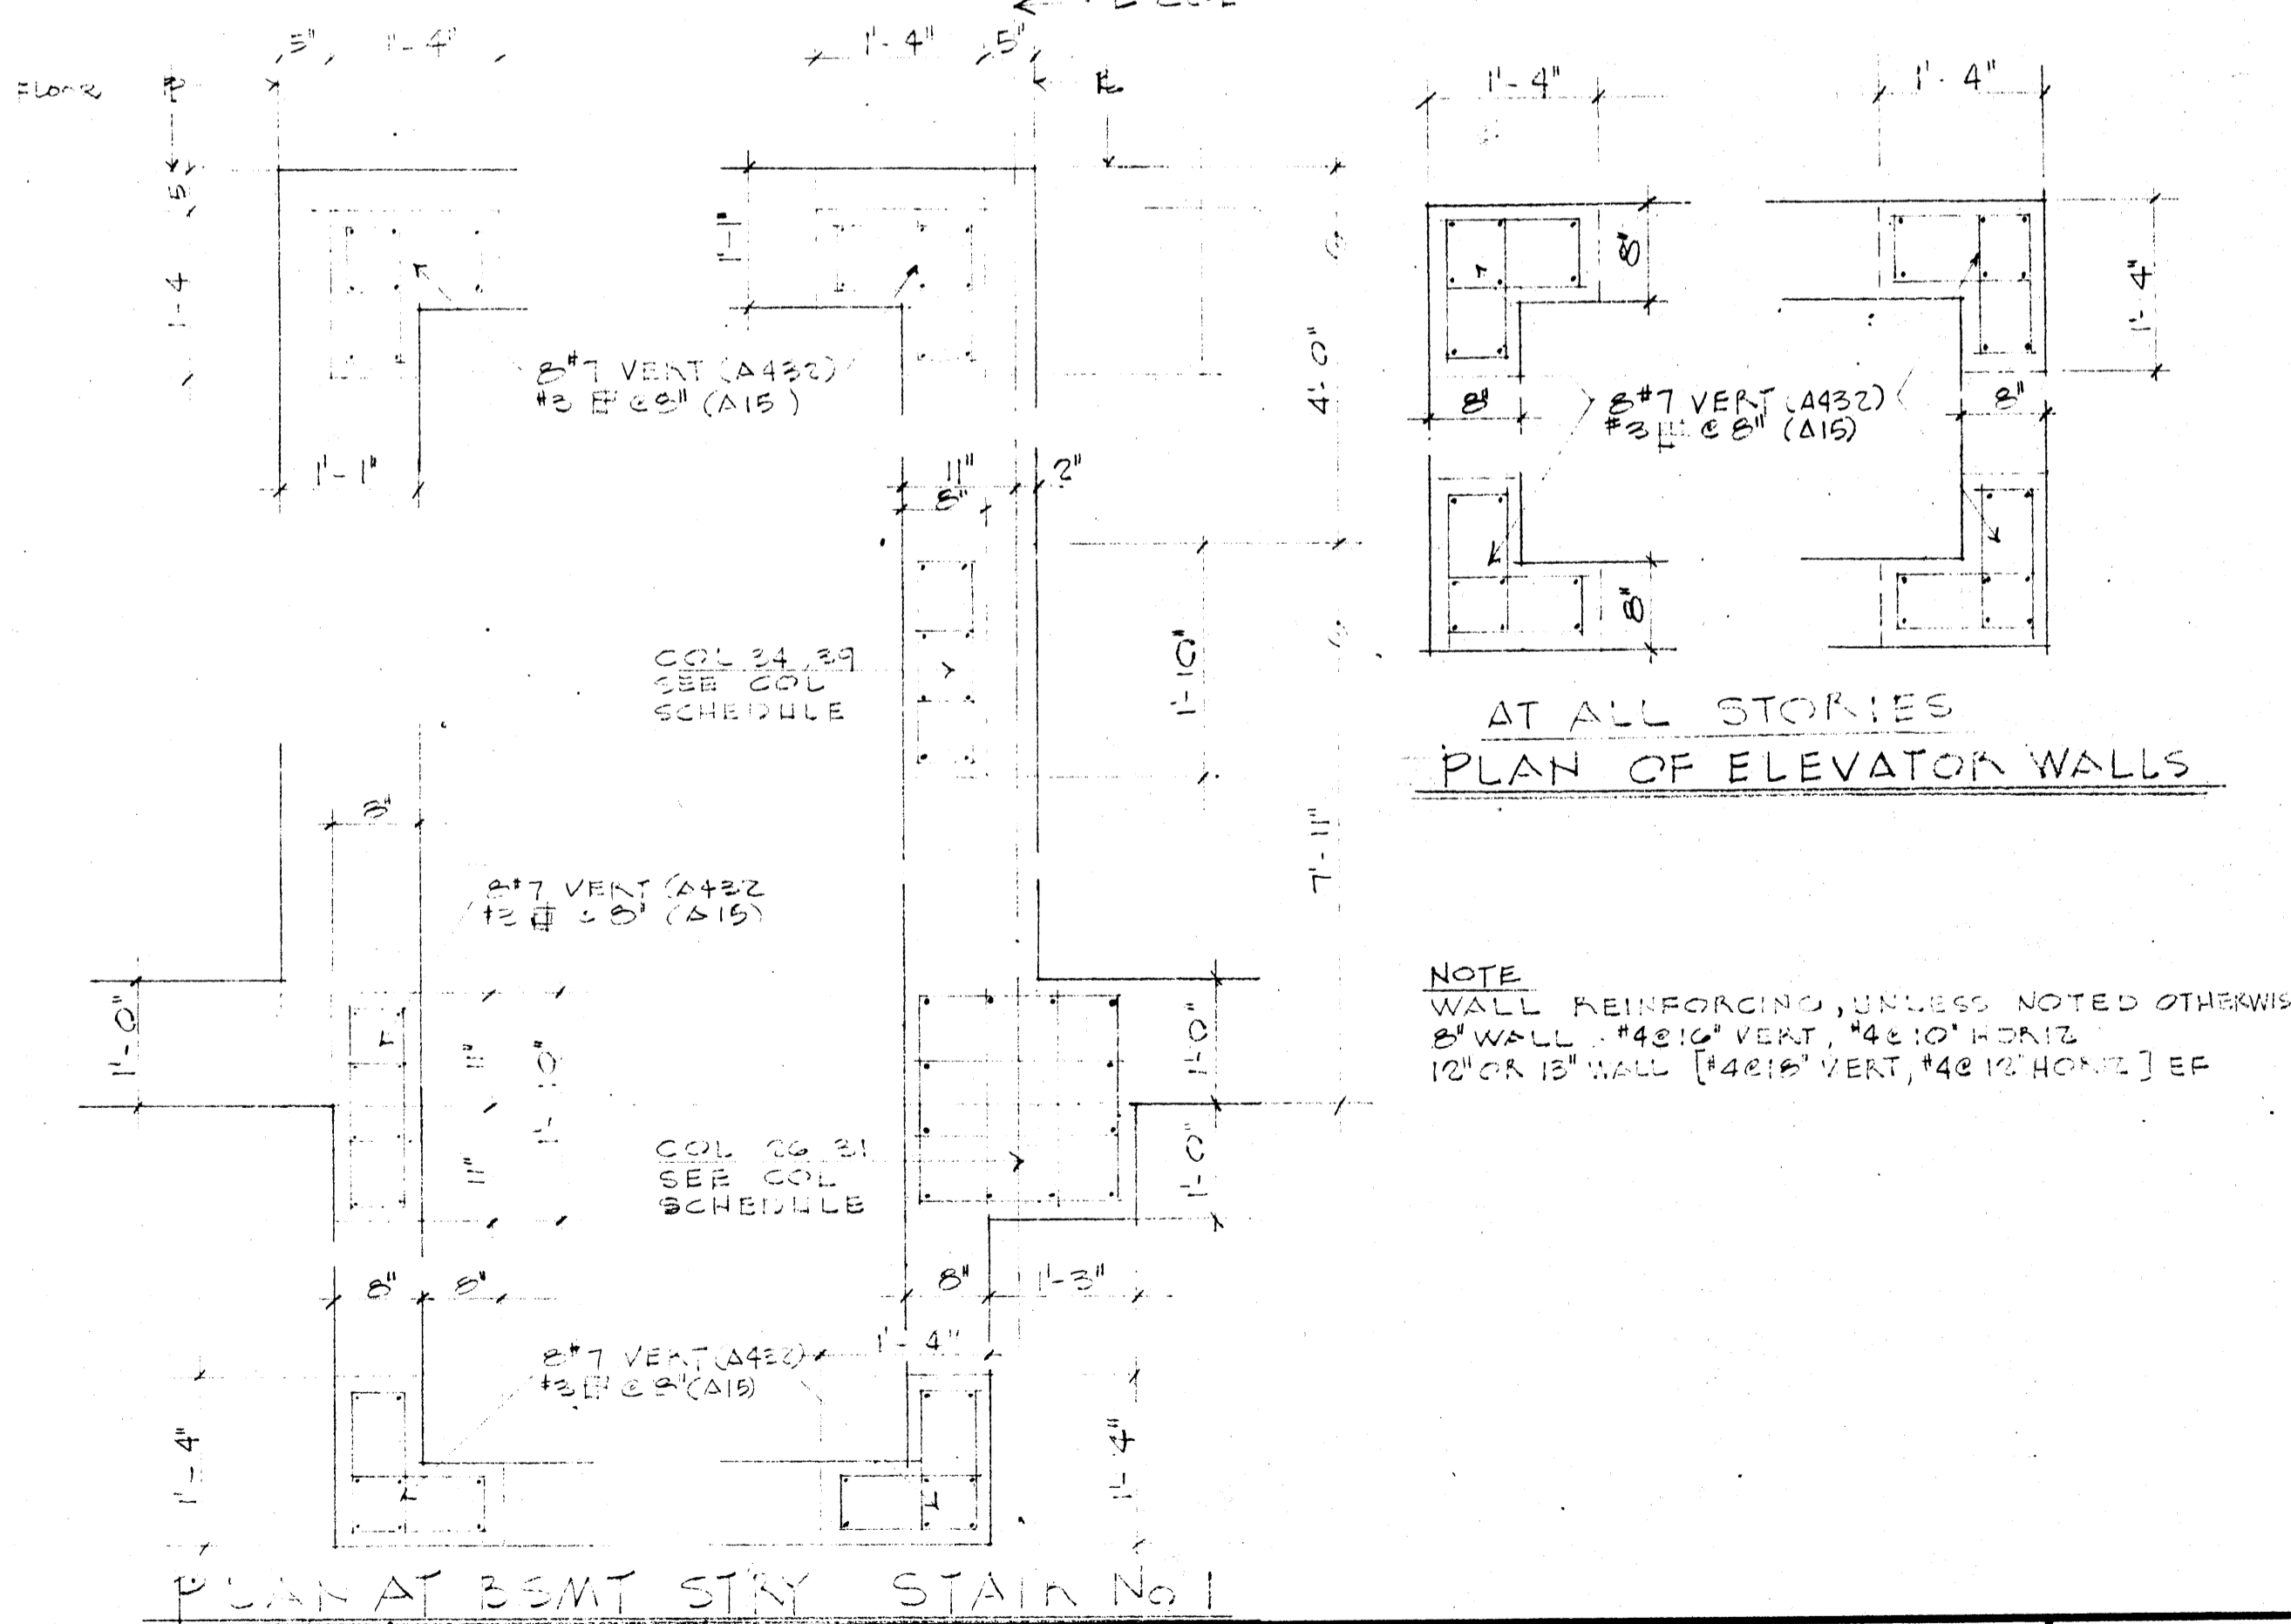 COL
5" 1'-4" 1'-4" 5"
FLOOR
5
1-4
1'-1"
8#7 VERT (A432)
#3 @8" (A15)
4'-0"
1'-1" 11" 2"
8"
COL 34, 39
SEE COL
SCHEDULE
1'-10"
8"
7'-11"
8#7 VERT (A432
#3 @ 8" (A15)
1'-0"
11"
11"
1'-0"
1'-0"
COL 26 31
SEE COL
SCHEDULE
8" 8" 8" 1'-3"
1'-4"
8#7 VERT (A432)
#3 @ 8" (A15)
1'-4"
1'-4"
PLAN AT BSMT STRY STAIR No 1
1'-4" 1'-4"
8"
1'-4"
8" 8"
8#7 VERT (A432)
#3 @ 8" (A15)
8"
AT ALL STORIES
PLAN OF ELEVATOR WALLS
NOTE
WALL REINFORCING, UNLESS NOTED OTHERWIS
8" WALL #4@16" VERT, #4@10" HORIZ
12" OR 13" WALL [#4@18" VERT, #4@12" HORIZ] EF